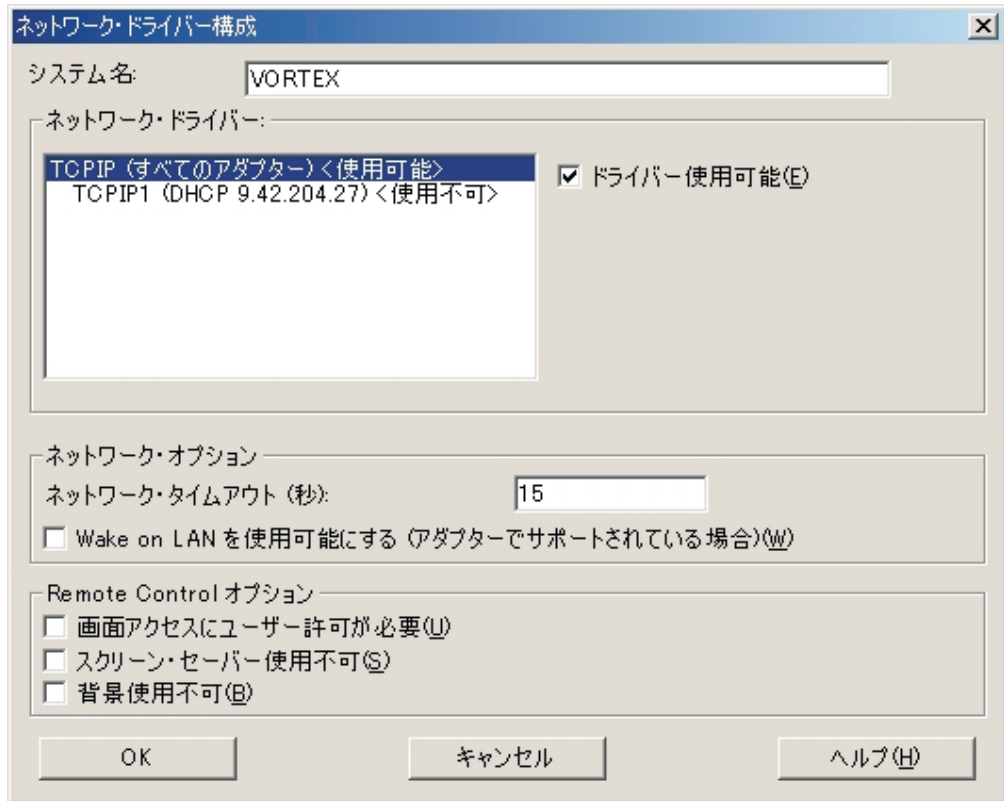 ネットワーク・ドライバー構成
システム名: VORTEX
ネットワーク・ドライバー:
TCPIP (すべてのアダプター) <使用可能>
TCPIP1 (DHCP 9.42.204.27) <使用不可>
ドライバー使用可能(E)
ネットワーク・オプション
ネットワーク・タイムアウト (秒): 15
Wake on LAN を使用可能にする (アダプターでサポートされている場合)(W)
Remote Control オプション
画面アクセスにユーザー許可が必要(U)
スクリーン・セーバー使用不可(S)
背景使用不可(B)
OK キャンセル ヘルプ(H)